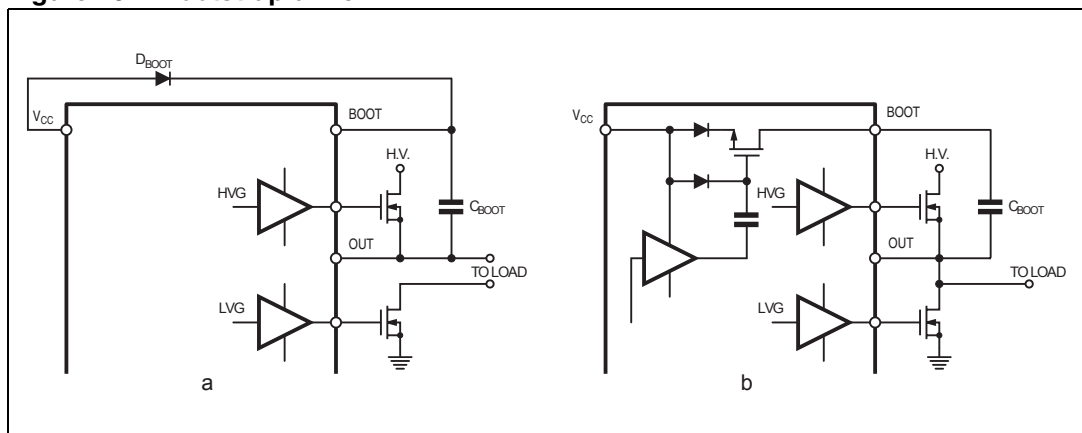 D_BOOT
V_CC
BOOT
H.V.
HVG
C_BOOT
OUT
TO LOAD
LVG
a
V_CC
BOOT
H.V.
HVG
C_BOOT
OUT
TO LOAD
LVG
b